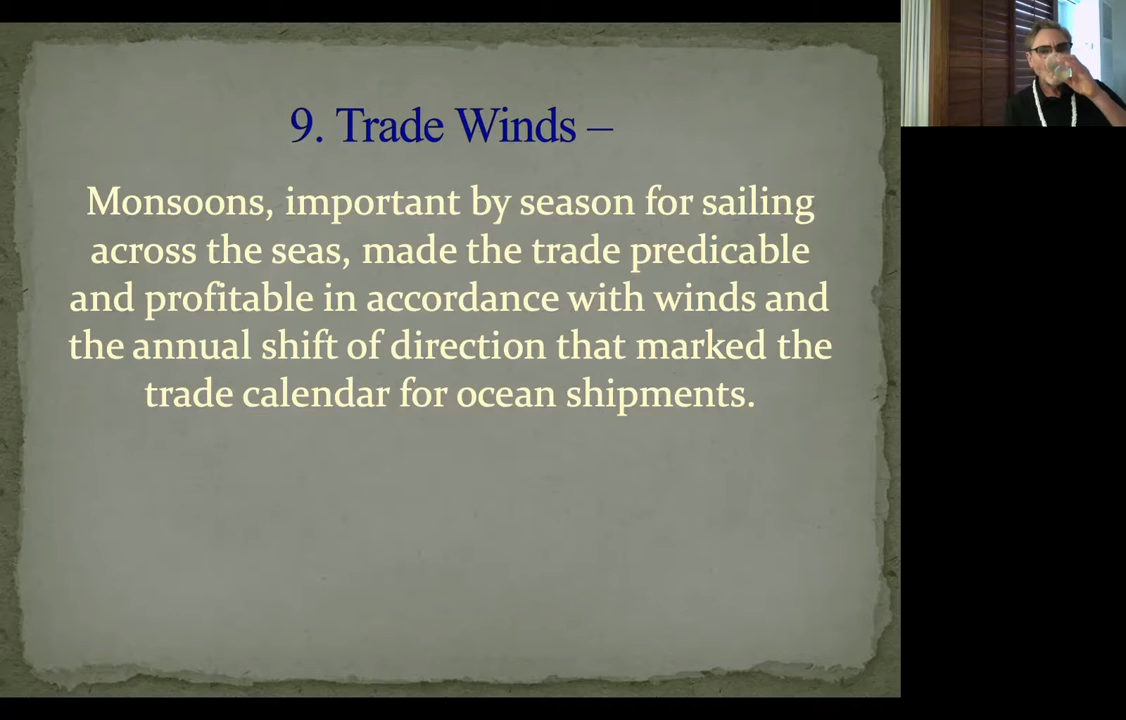 9. Trade Winds –
Monsoons, important by season for sailing
across the seas, made the trade predicable
and profitable in accordance with winds and
the annual shift of direction that marked the
trade calendar for ocean shipments.